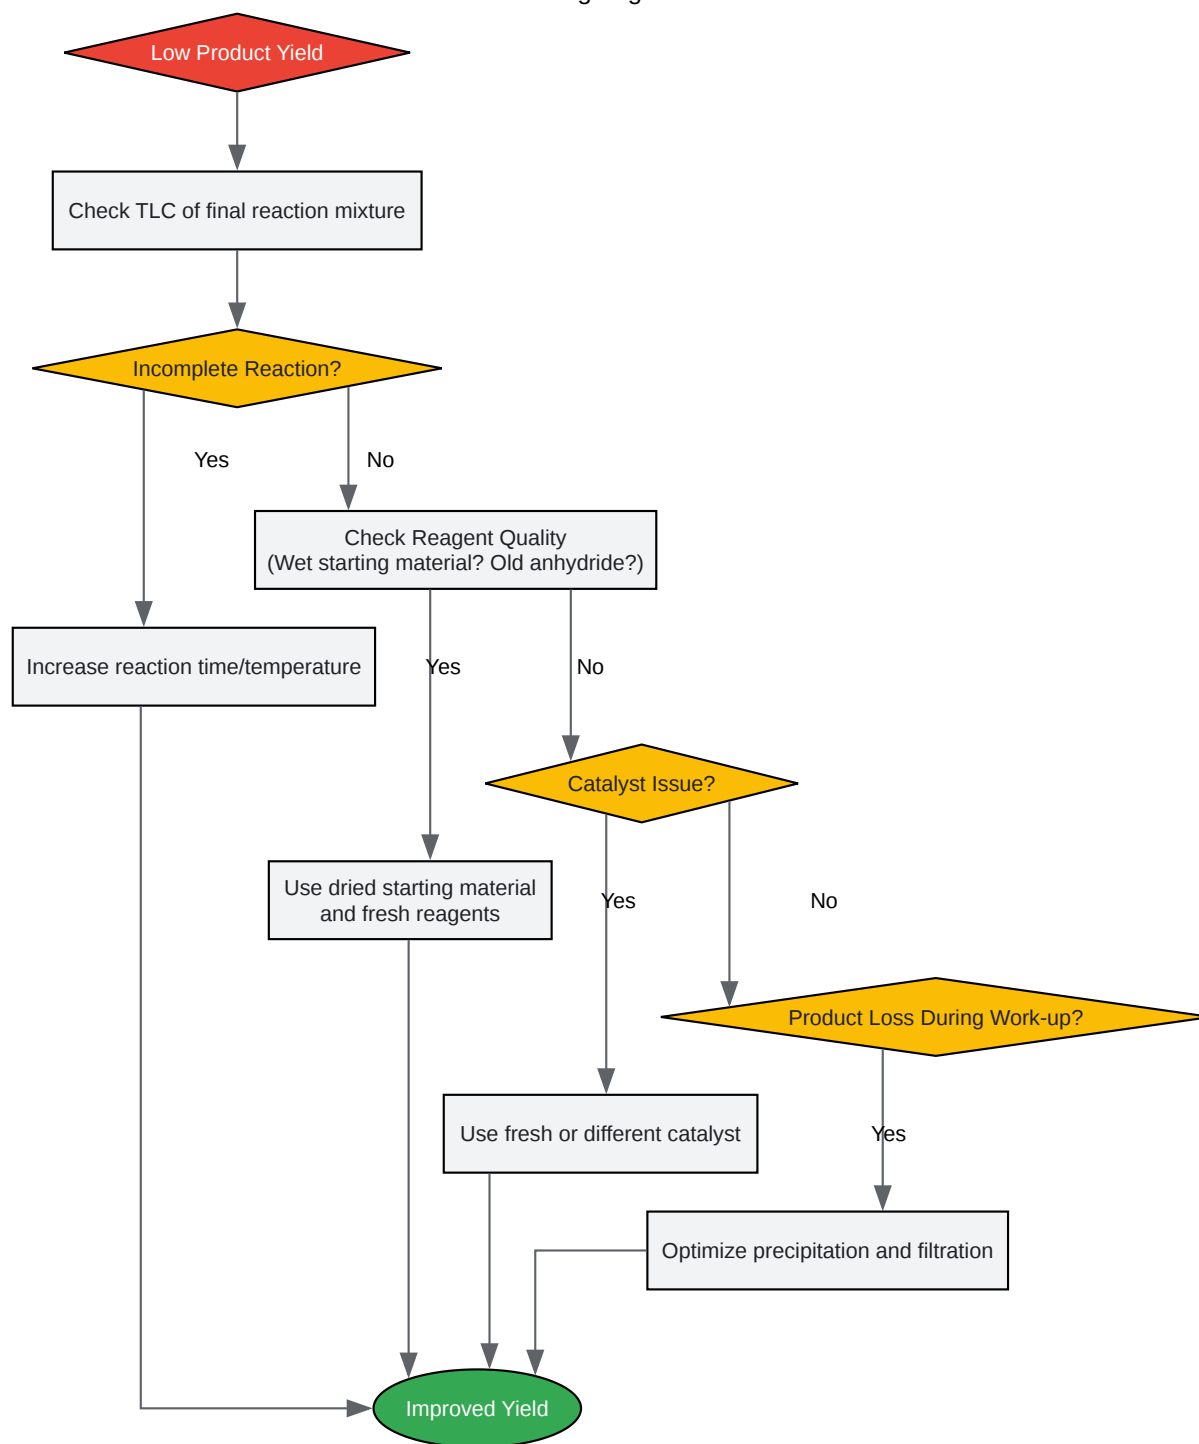 Low Product Yield
Check TLC of final reaction mixture
Incomplete Reaction?
Yes
No
Check Reagent Quality
(Wet starting material? Old anhydride?)
Increase reaction time/temperature
Yes
No
Catalyst Issue?
Use dried starting material
and fresh reagents
Yes
No
Product Loss During Work-up?
Use fresh or different catalyst
Yes
Optimize precipitation and filtration
Improved Yield